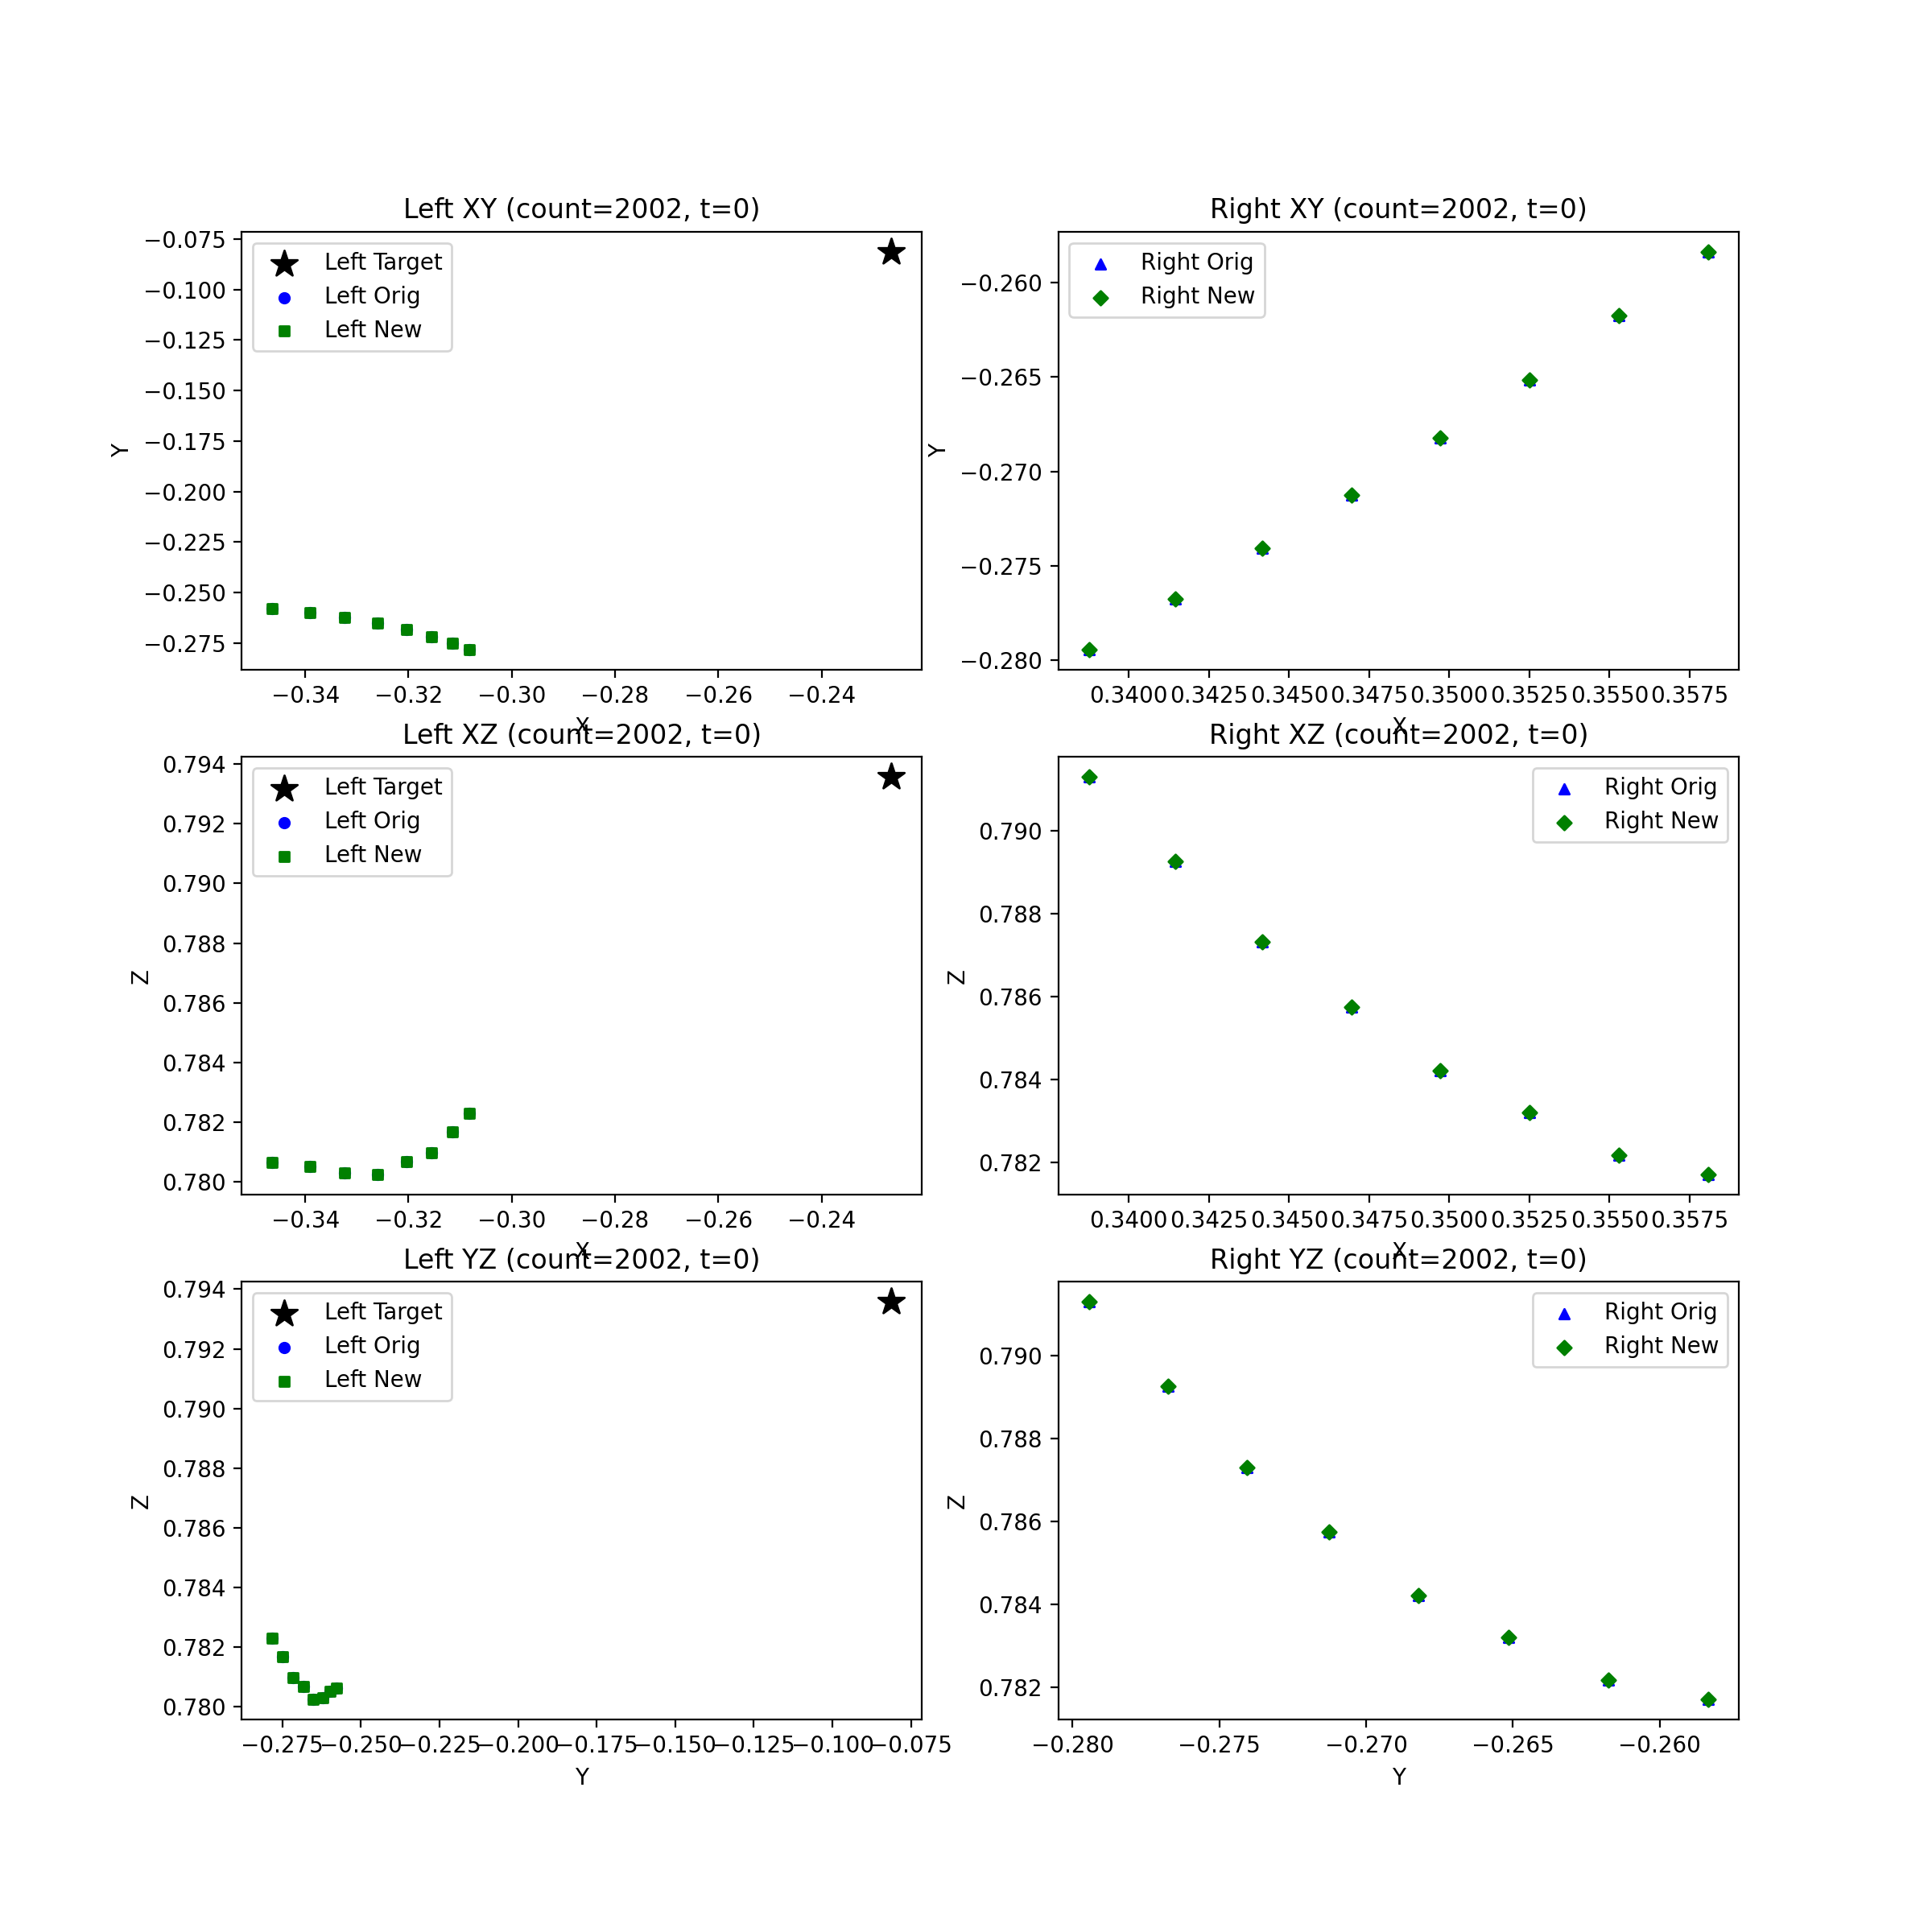 Left XY (count=2002, t=0)
Left Target
Left Orig
Left New
−0.075
−0.100
−0.125
−0.150
−0.175
−0.200
−0.225
−0.250
−0.275
Y
−0.34 −0.32 −0.30 −0.28 −0.26 −0.24
X
Right XY (count=2002, t=0)
Right Orig
Right New
−0.260
−0.265
−0.270
−0.275
−0.280
Y
0.3400 0.3425 0.3450 0.3475 0.3500 0.3525 0.3550 0.3575
X
Left XZ (count=2002, t=0)
Left Target
Left Orig
Left New
0.794
0.792
0.790
0.788
0.786
0.784
0.782
0.780
Z
−0.34 −0.32 −0.30 −0.28 −0.26 −0.24
X
Right XZ (count=2002, t=0)
Right Orig
Right New
0.790
0.788
0.786
0.784
0.782
Z
0.3400 0.3425 0.3450 0.3475 0.3500 0.3525 0.3550 0.3575
X
Left YZ (count=2002, t=0)
Left Target
Left Orig
Left New
0.794
0.792
0.790
0.788
0.786
0.784
0.782
0.780
Z
−0.275 −0.250 −0.225 −0.200 −0.175 −0.150 −0.125 −0.100 −0.075
Y
Right YZ (count=2002, t=0)
Right Orig
Right New
0.790
0.788
0.786
0.784
0.782
Z
−0.280 −0.275 −0.270 −0.265 −0.260
Y